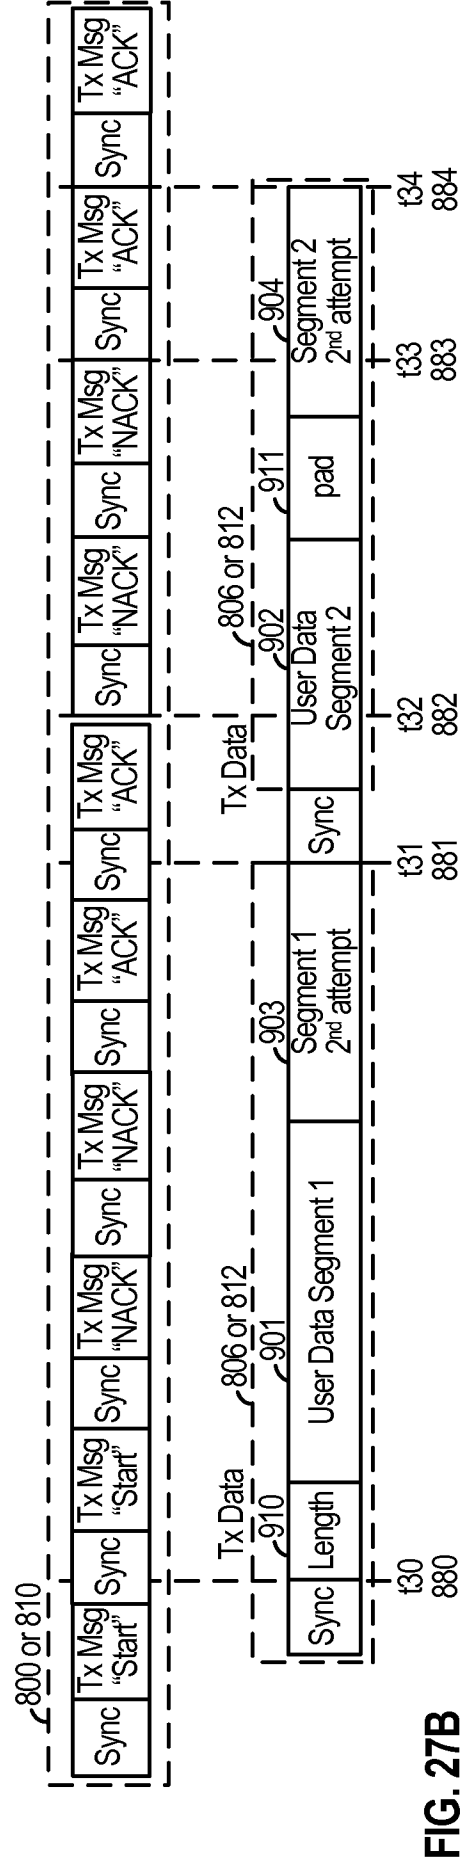 800 or 810
Sync
Tx Msg
“Start”
Sync
Tx Msg
“Start”
Sync
Tx Msg
“NACK”
Sync
Tx Msg
“NACK”
Sync
Tx Msg
“ACK”
Sync
Tx Msg
“ACK”
Sync
Tx Msg
“NACK”
Sync
Tx Msg
“NACK”
Sync
Tx Msg
“ACK”
Sync
Tx Msg
“ACK”
Tx Data
806 or 812
Tx Data
806 or 812
910
901
903
902
911
904
Sync
Length
User Data Segment 1
Segment 1
2nd attempt
Sync
User Data
Segment 2
pad
Segment 2
2nd attempt
t30
880
t31
881
t32
882
t33
883
t34
884
FIG. 27B